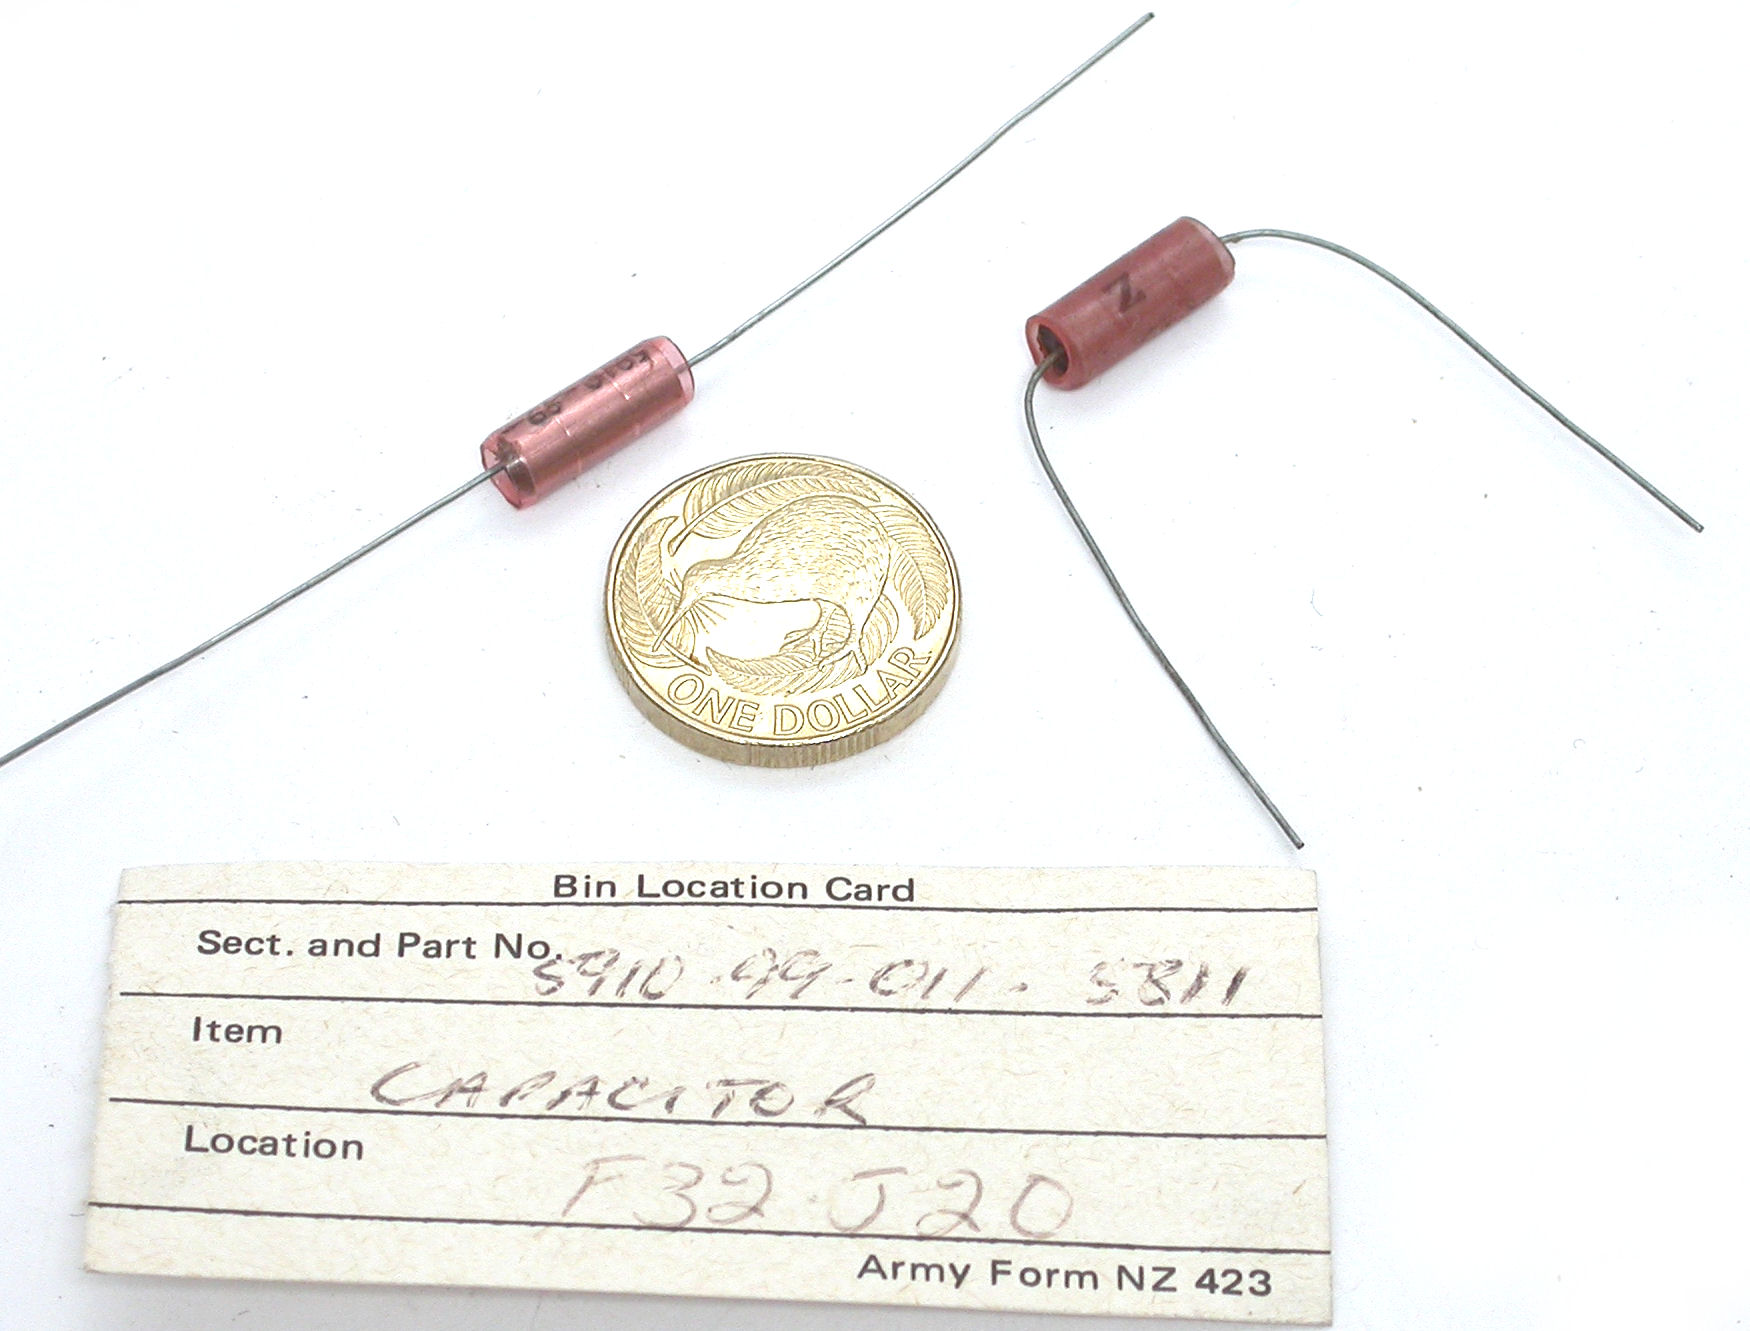 Z
ONE DOLLAR
Bin Location Card
Sect. and Part No. 5910-99-011-5811
Item
CAPACITOR
Location
F32·J20
Army Form NZ 423